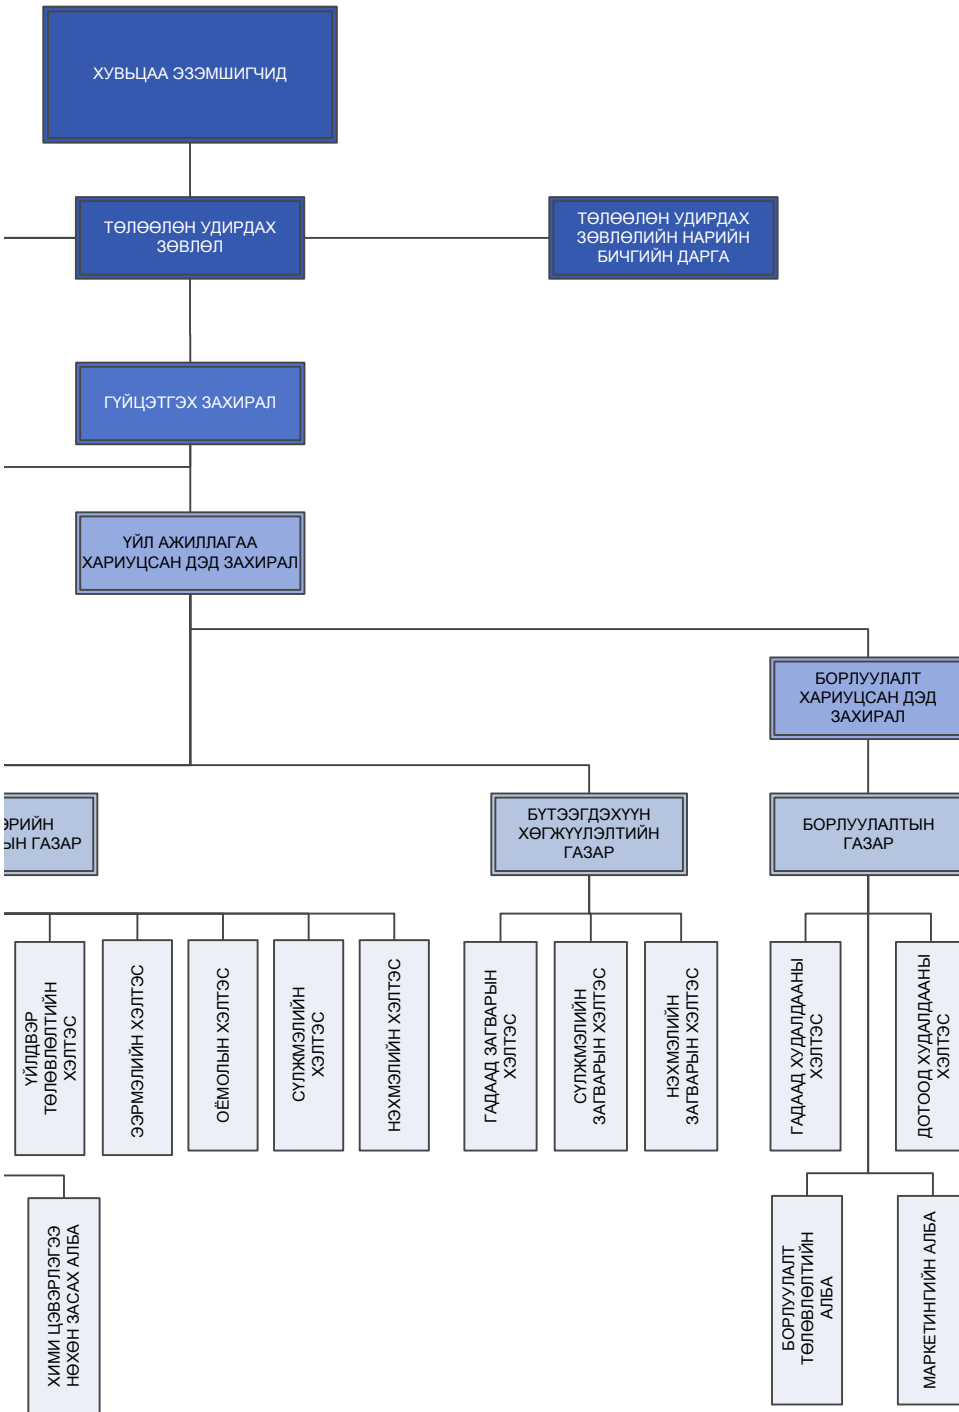 ХУВЬЦАА ЭЗЭМШИГЧИД
ТӨЛӨӨЛӨН УДИРДАХ
ЗӨВЛӨЛ
ТӨЛӨӨЛӨН УДИРДАХ
ЗӨВЛӨЛИЙН НАРИЙН
БИЧГИЙН ДАРГА
ГҮЙЦЭТГЭХ ЗАХИРАЛ
ҮЙЛ АЖИЛЛАГАА
ХАРИУЦСАН ДЭД ЗАХИРАЛ
БОРЛУУЛАЛТ
ХАРИУЦСАН ДЭД
ЗАХИРАЛ
ЭРИЙН
ЫН ГАЗАР
БҮТЭЭГДЭХҮҮН
ХӨГЖҮҮЛЭЛТИЙН
ГАЗАР
БОРЛУУЛАЛТЫН
ГАЗАР
ҮЙЛДВЭР
ТӨЛӨВЛӨЛТИЙН
ХЭЛТЭС
ЭЭРМЭЛИЙН ХЭЛТЭС
ОЁМОЛЫН ХЭЛТЭС
СҮЛЖМЭЛИЙН
ХЭЛТЭС
НЭХМЭЛИЙН ХЭЛТЭС
ГАДААД ЗАГВАРЫН
ХЭЛТЭС
СҮЛЖМЭЛИЙН
ЗАГВАРЫН ХЭЛТЭС
НЭХМЭЛИЙН
ЗАГВАРЫН ХЭЛТЭС
ГАДААД ХУДАЛДААНЫ
ХЭЛТЭС
ДОТООД ХУДАЛДААНЫ
ХЭЛТЭС
ХИМИ ЦЭВЭРЛЭГЭЭ
НӨХӨН ЗАСАХ АЛБА
БОРЛУУЛАЛТ
ТӨЛӨВЛӨЛТИЙН
АЛБА
МАРКЕТИНГИЙН АЛБА